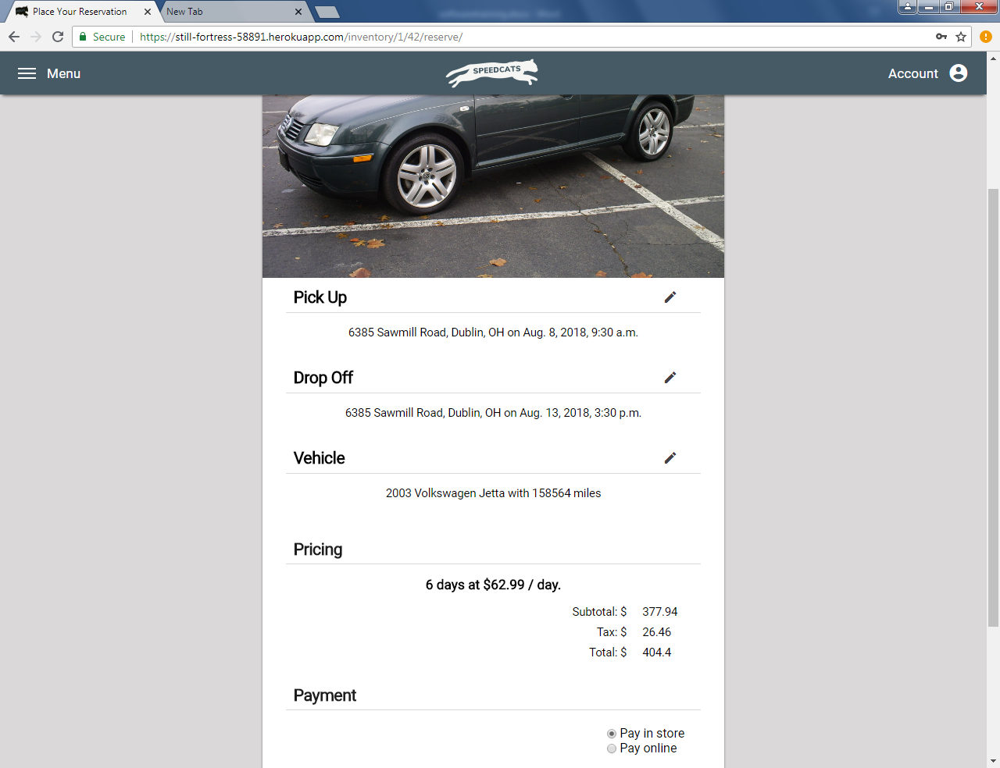 Place Your Reservation
New Tab
Secure
https://still-fortress-58891.herokuapp.com/inventory/1/42/reserve/
Menu
SPEEDCATS
Account
Pick Up
6385 Sawmill Road, Dublin, OH on Aug. 8, 2018, 9:30 a.m.
Drop Off
6385 Sawmill Road, Dublin, OH on Aug. 13, 2018, 3:30 p.m.
Vehicle
2003 Volkswagen Jetta with 158564 miles
Pricing
6 days at $62.99 / day.
Subtotal: $ 377.94
Tax: $ 26.46
Total: $ 404.4
Payment
Pay in store
Pay online